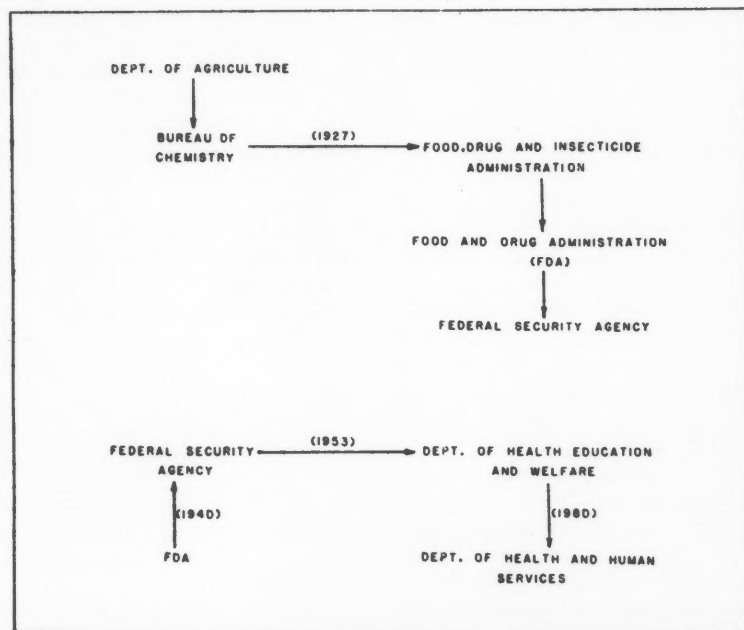 DEPT. OF AGRICULTURE
BUREAU OF
CHEMISTRY
(1927)
FOOD,DRUG AND INSECTICIDE
ADMINISTRATION
FOOD AND DRUG ADMINISTRATION
(FDA)
FEDERAL SECURITY AGENCY
FEDERAL SECURITY
AGENCY
(1953)
DEPT. OF HEALTH EDUCATION
AND WELFARE
(1940)
(1980)
FDA
DEPT. OF HEALTH AND HUMAN
SERVICES